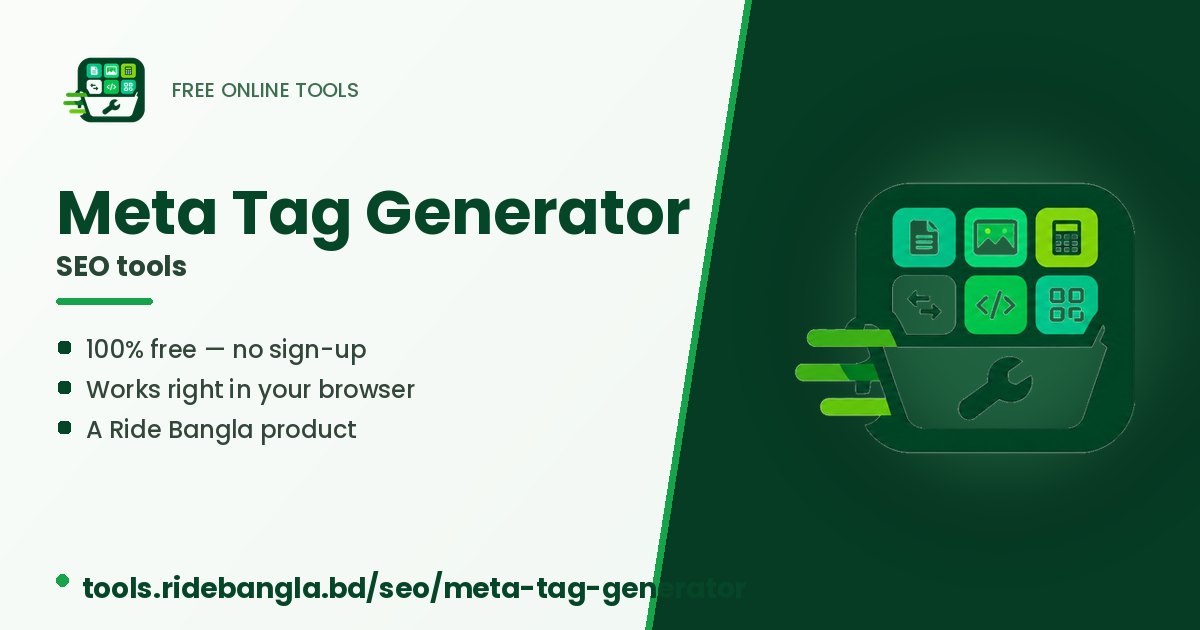 FREE ONLINE TOOLS
Meta Tag Generator
SEO tools
100% free — no sign-up
Works right in your browser
A Ride Bangla product
tools.ridebangla.bd/seo/meta-tag-generator